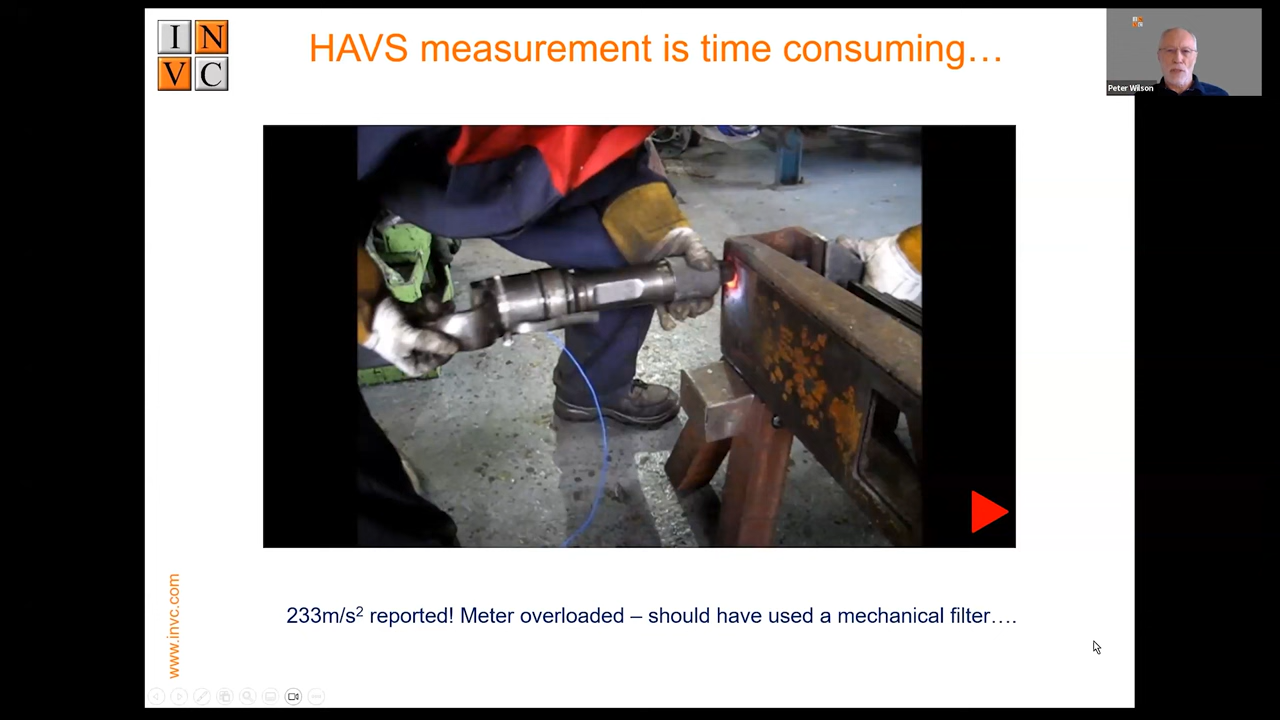 I N
V C
HAVS measurement is time consuming…
Peter Wilson
233m/s² reported! Meter overloaded – should have used a mechanical filter….
www.invc.com